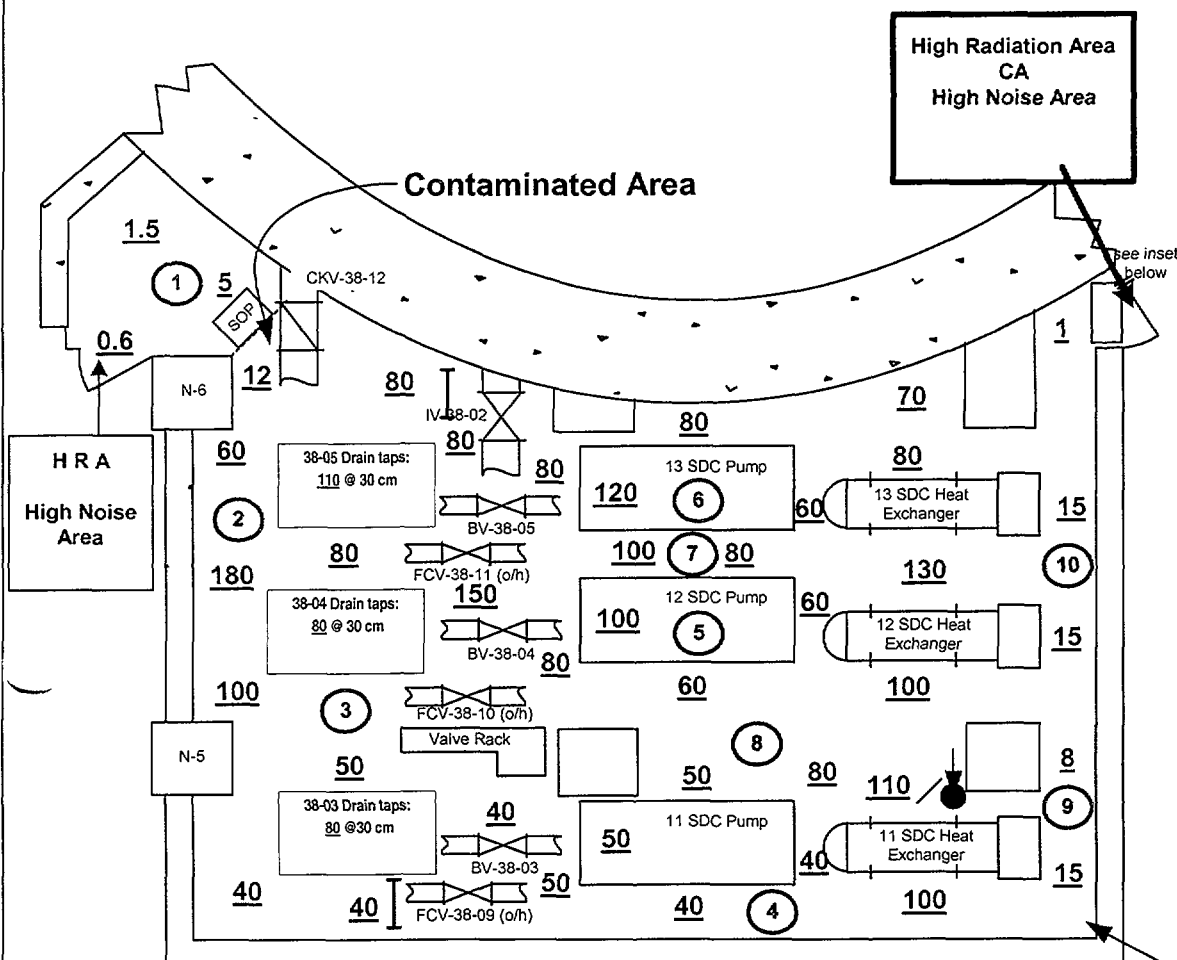 High Radiation Area
CA
High Noise Area
Contaminated Area
1.5
1
5
SOP
CKV-38-12
see inset
below
1
0.6
12
N-6
80
IV-38-02
70
80
H R A
High Noise
Area
60
38-05 Drain taps:
110 @ 30 cm
80
80
13 SDC Pump
120
6
80
60
13 SDC Heat
Exchanger
15
2
BV-38-05
80
FCV-38-11 (o/h)
100
7
80
130
10
180
150
38-04 Drain taps:
80 @ 30 cm
BV-38-04
80
12 SDC Pump
100
5
60
12 SDC Heat
Exchanger
15
100
3
FCV-38-10 (o/h)
60
100
Valve Rack
N-5
50
8
50
80
110
8
9
38-03 Drain taps:
80 @30 cm
40
BV-38-03
11 SDC Pump
50
40
11 SDC Heat
Exchanger
15
40
40
FCV-38-09 (o/h)
50
40
4
100